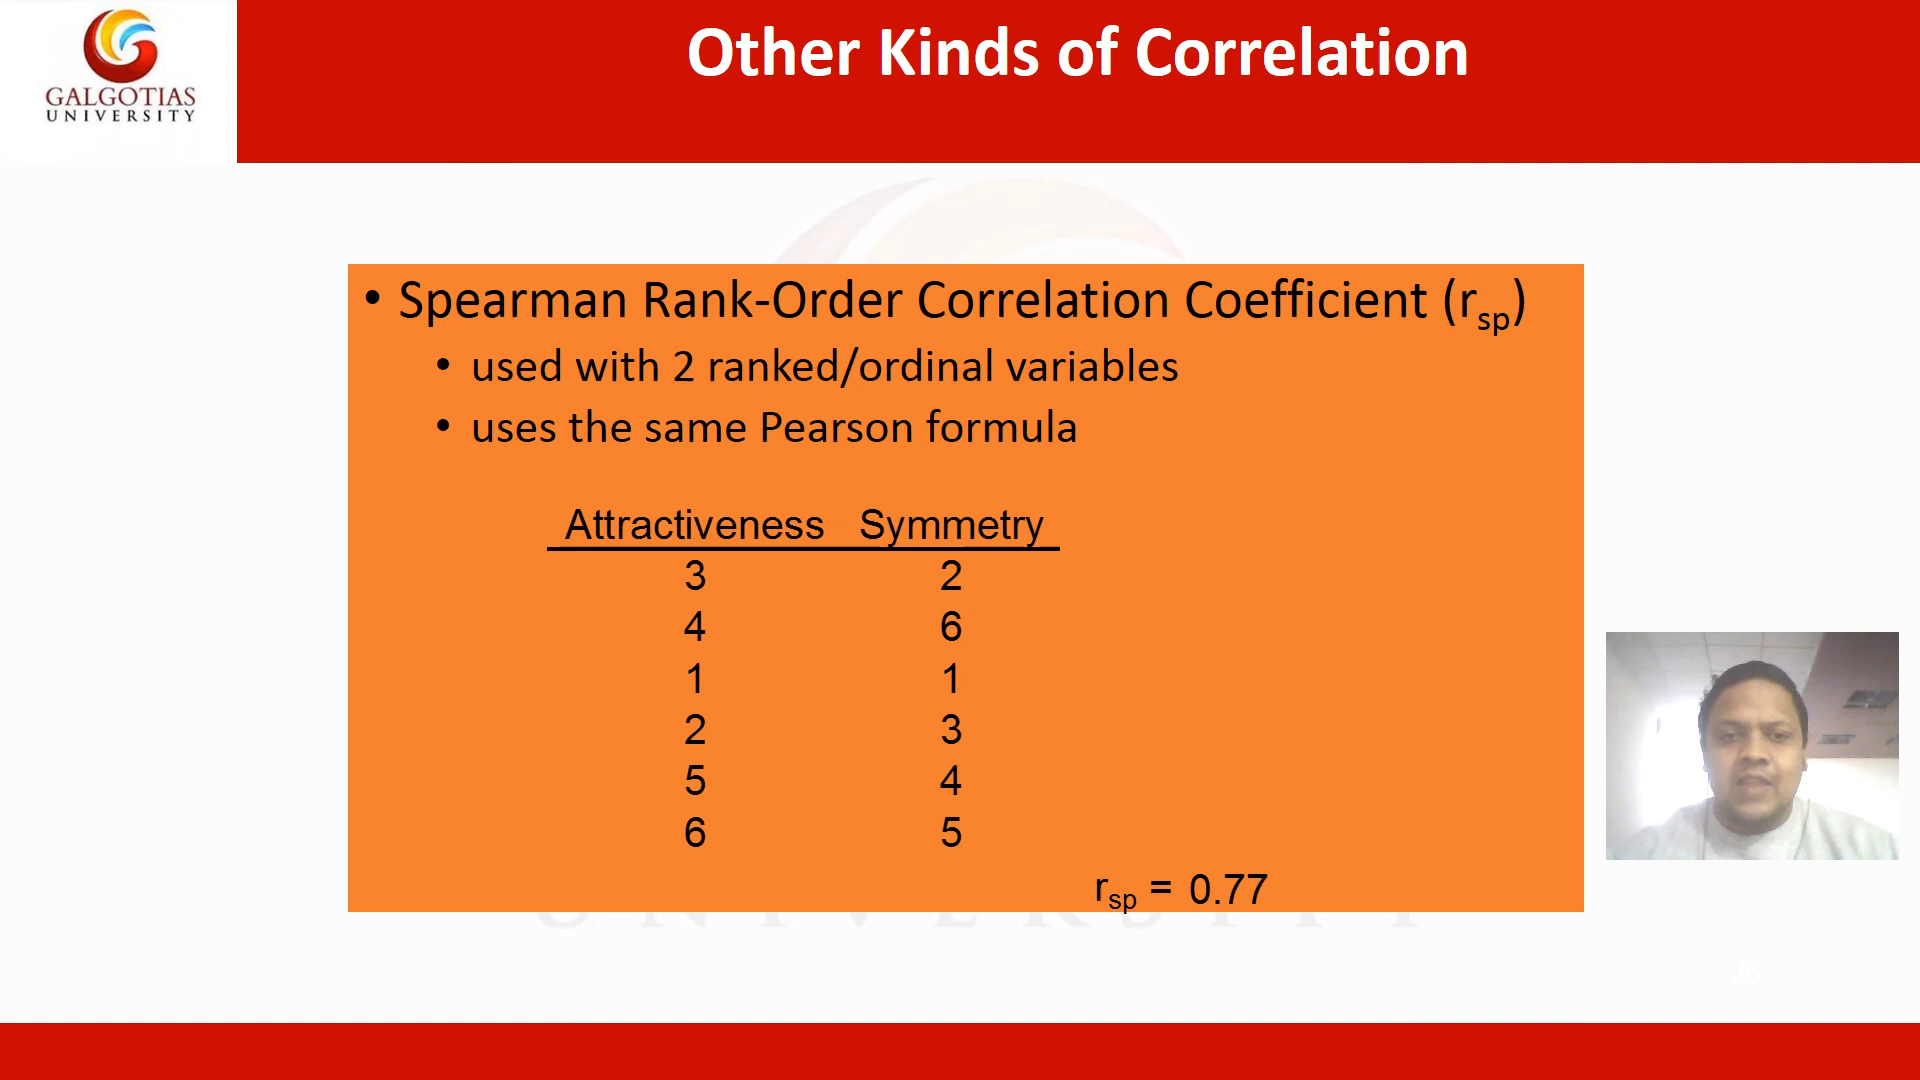 GALGOTIAS
UNIVERSITY
Other Kinds of Correlation
• Spearman Rank-Order Correlation Coefficient (rsp)
• used with 2 ranked/ordinal variables
• uses the same Pearson formula
Attractiveness Symmetry
3 2
4 6
1 1
2 3
5 4
6 5
rsp = 0.77
UNIVERSITY